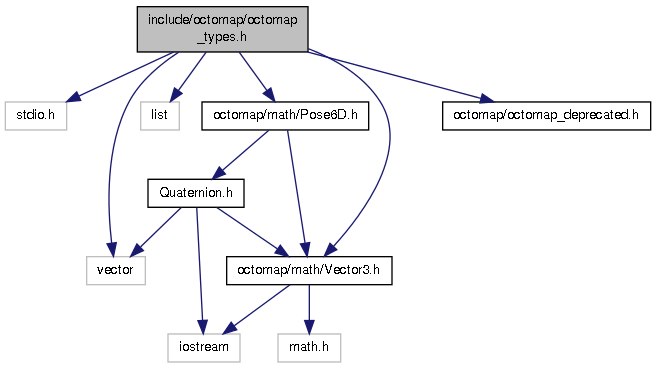 include/octomap/octomap
_types.h
stdio.h
list
octomap/math/Pose6D.h
octomap/octomap_deprecated.h
Quaternion.h
vector
octomap/math/Vector3.h
iostream
math.h